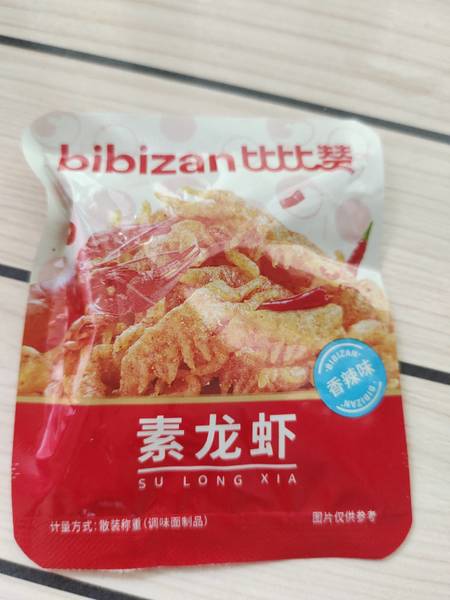 bibizan比比赞
BIBIZAN
香辣味
BIBIZAN
素龙虾
SU LONG XIA
计量方式:散装称重(调味面制品)
图片仅供参考